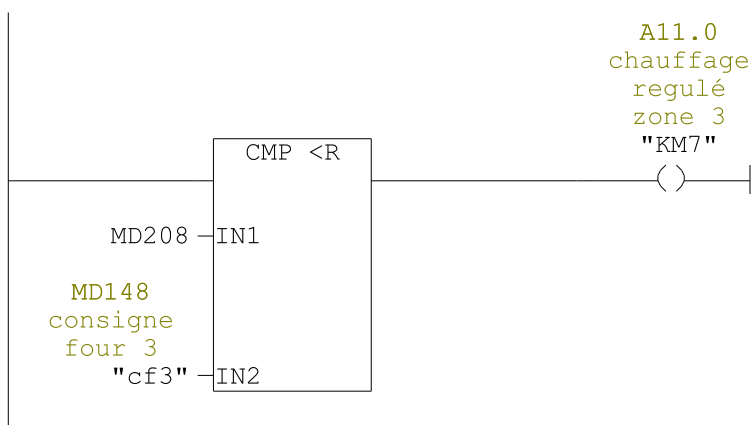 A11.0
chauffage
regulé
zone 3
"KM7"
CMP <R
MD208
IN1
MD148
consigne
four 3
"cf3"
IN2